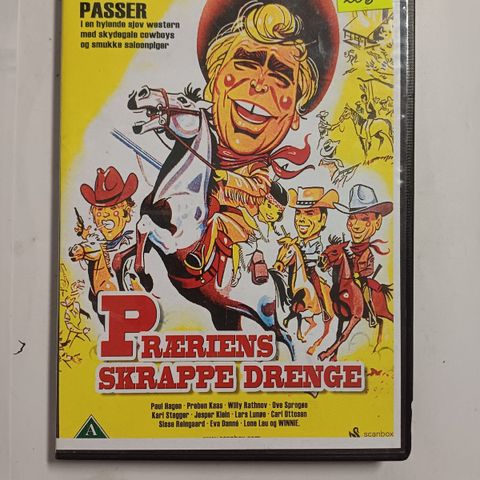 PASSER
i en hylende sjov western
med skydegale cowboys
og smukke saloonpiger
PRÆRIENS
SKRAPPE DRENGE
Paul Hagen · Preben Kaas · Willy Rathnov · Ove Sprogøe
Karl Stegger · Jesper Klein · Lars Lunøe · Carl Ottosen
Sisse Reingaard · Eva Danné · Lone Lau og WINNIE.
A
scanbox